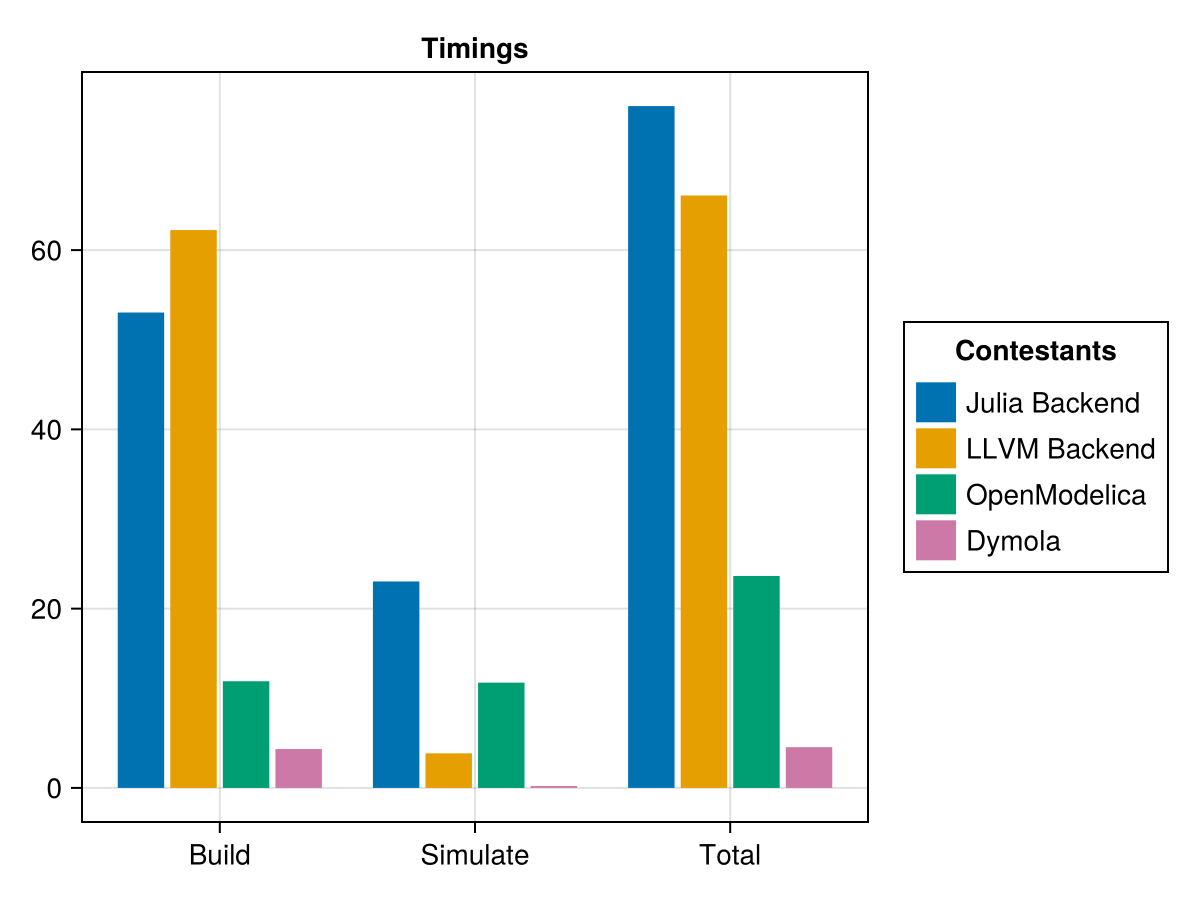 Timings
60
40
20
0
Build Simulate Total
Contestants
Julia Backend
LLVM Backend
OpenModelica
Dymola